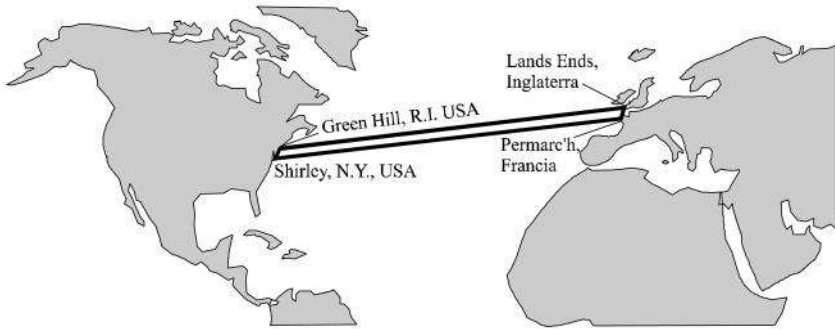 Lands Ends,
Inglaterra
Green Hill, R.I. USA
Permarc'h,
Francia
Shirley, N.Y., USA